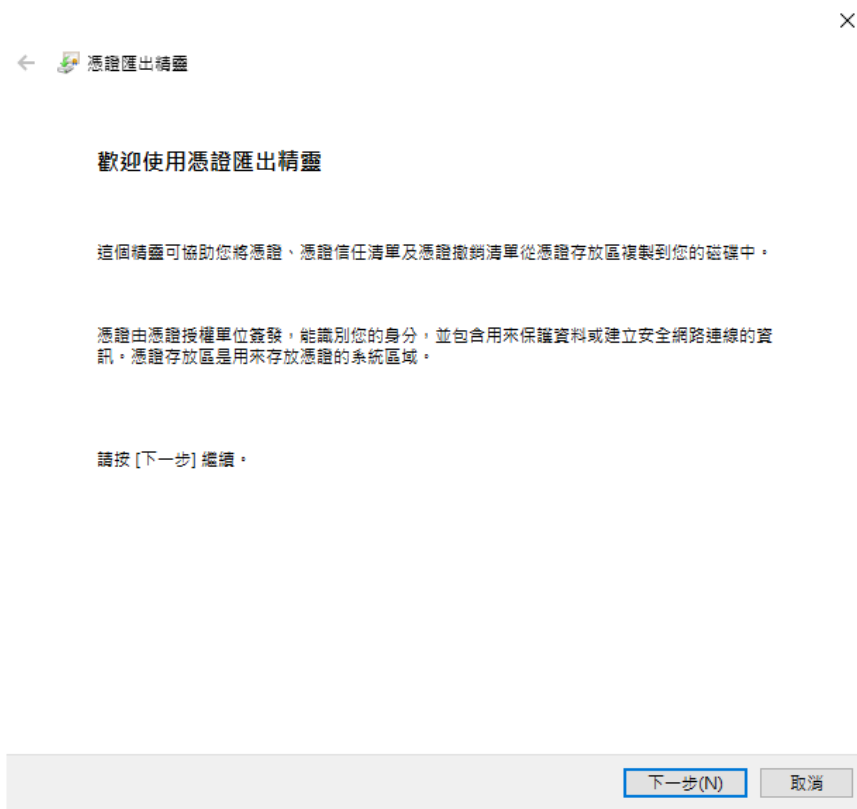 憑證匯出精靈
歡迎使用憑證匯出精靈
這個精靈可協助您將憑證、憑證信任清單及憑證撤銷清單從憑證存放區複製到您的磁碟中。
憑證由憑證授權單位簽發，能識別您的身分，並包含用來保護資料或建立安全網路連線的資
訊。憑證存放區是用來存放憑證的系統區域。
請按 [下一步] 繼續。
下一步(N)
取消